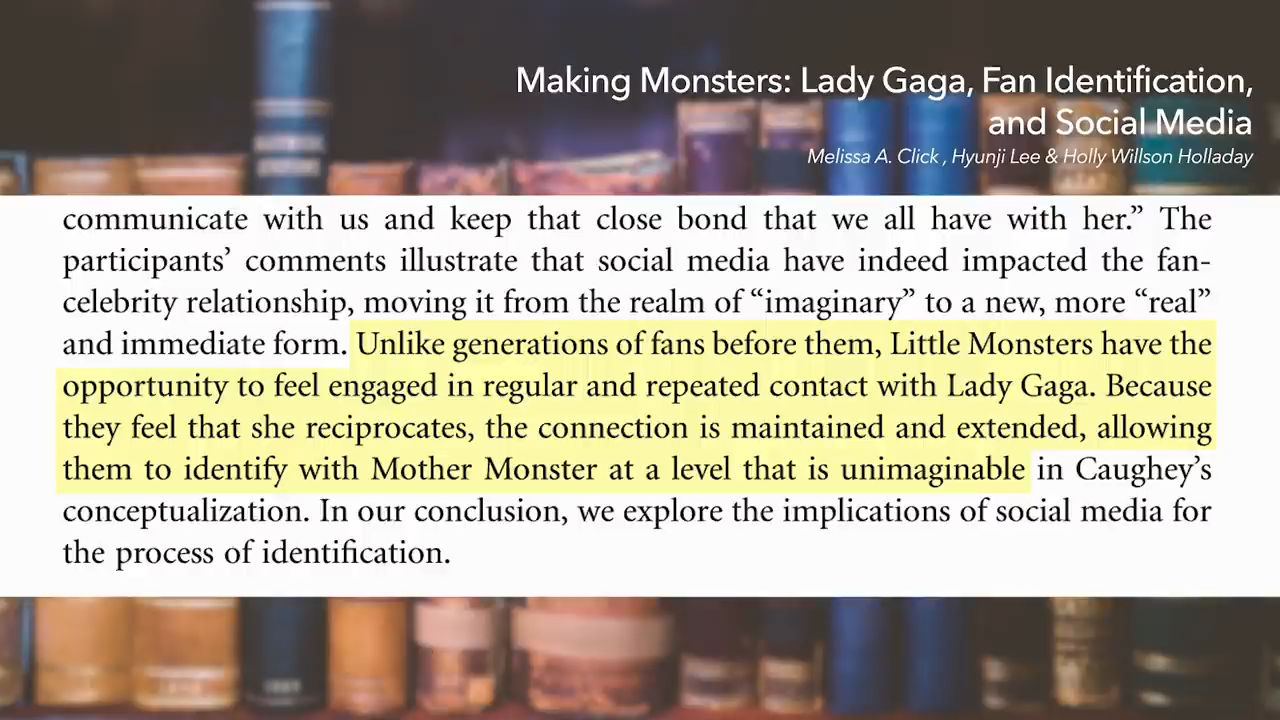 Making Monsters: Lady Gaga, Fan Identification,
and Social Media
Melissa A. Click , Hyunji Lee & Holly Willson Holladay
communicate with us and keep that close bond that we all have with her.” The
participants’ comments illustrate that social media have indeed impacted the fan-
celebrity relationship, moving it from the realm of “imaginary” to a new, more “real”
and immediate form. Unlike generations of fans before them, Little Monsters have the
opportunity to feel engaged in regular and repeated contact with Lady Gaga. Because
they feel that she reciprocates, the connection is maintained and extended, allowing
them to identify with Mother Monster at a level that is unimaginable in Caughey’s
conceptualization. In our conclusion, we explore the implications of social media for
the process of identification.